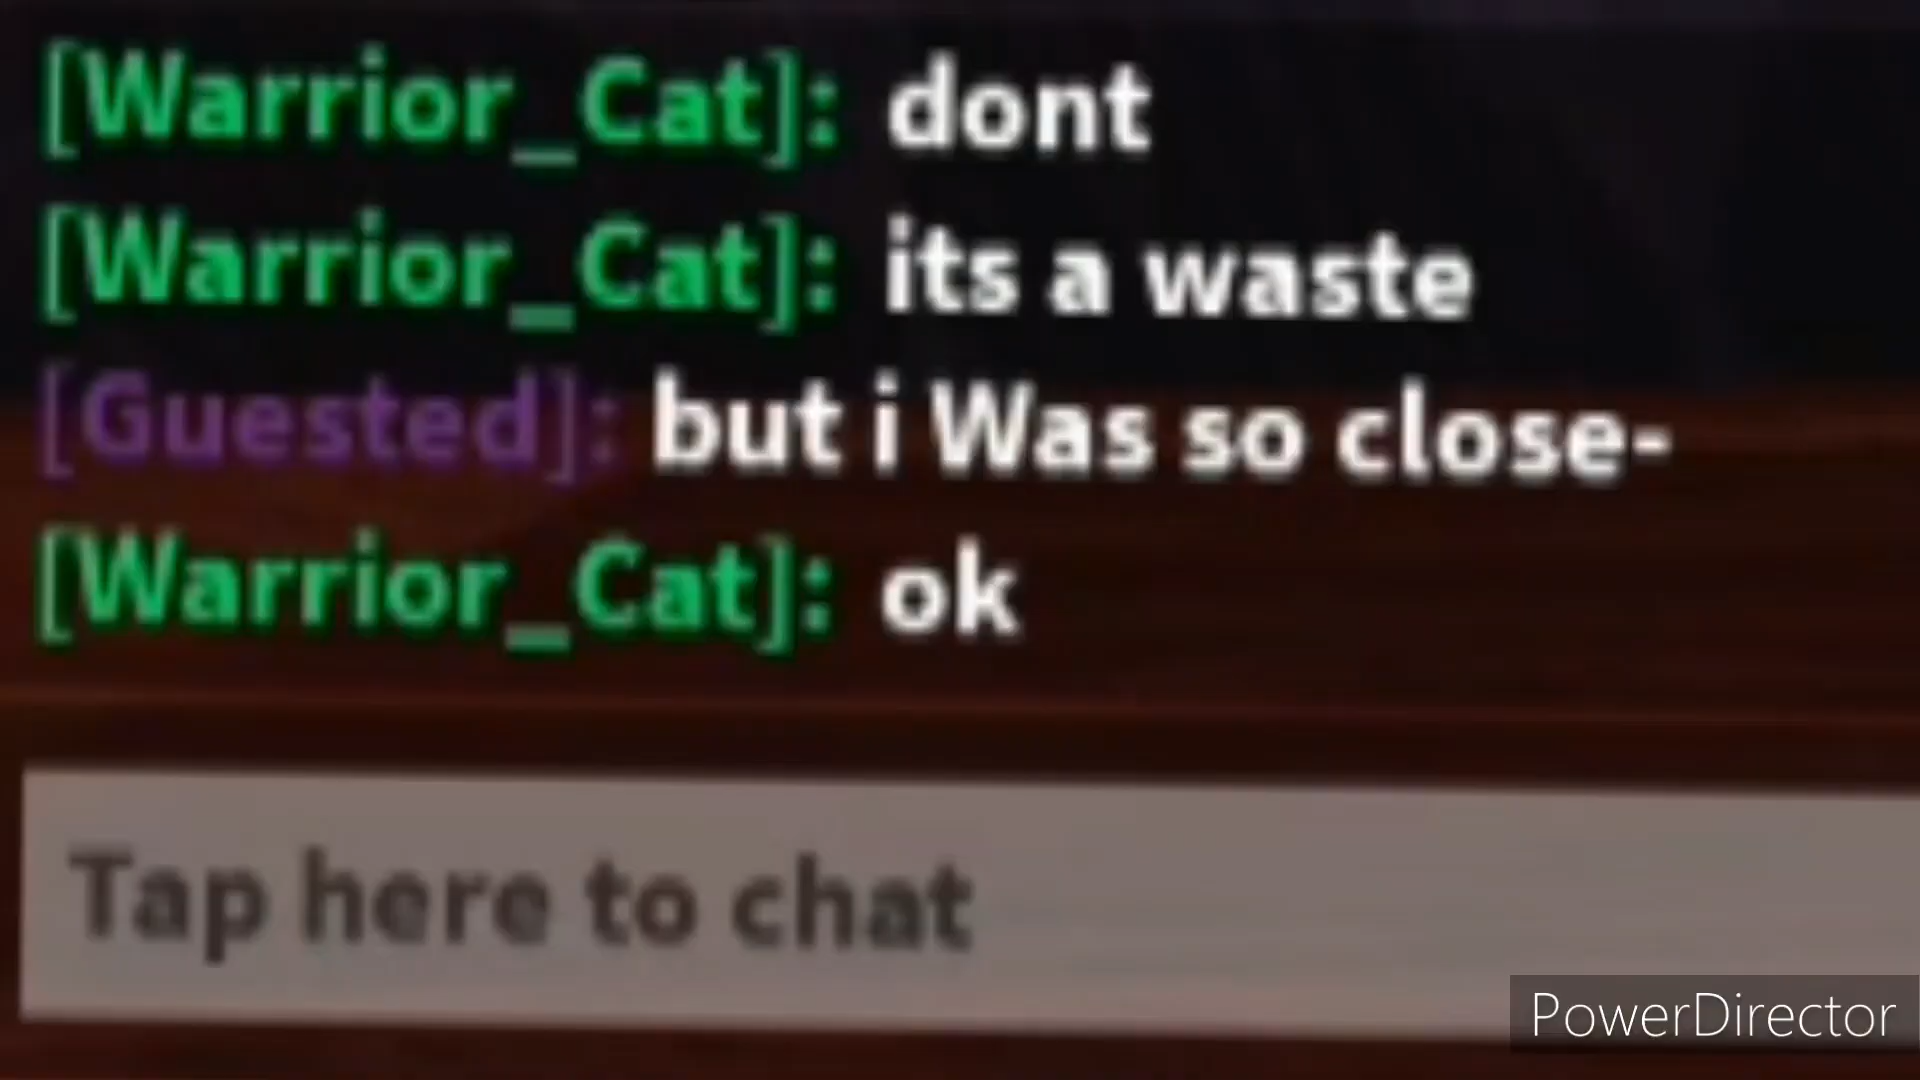 [Warrior_Cat]: dont
[Warrior_Cat]: its a waste
[Guested]: but i Was so close-
[Warrior_Cat]: ok
Tap here to chat
PowerDirector